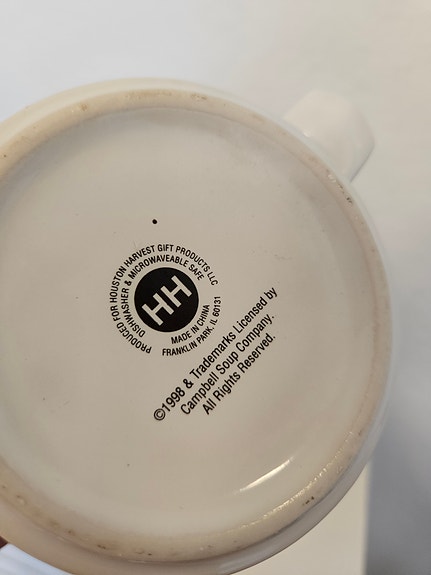 PRODUCED FOR HOUSTON HARVEST GIFT PRODUCTS LLC
DISHWASHER & MICROWAVEABLE SAFE
HH
MADE IN CHINA
FRANKLIN PARK, IL 60131
©1998 & Trademarks Licensed by
Campbell Soup Company.
All Rights Reserved.